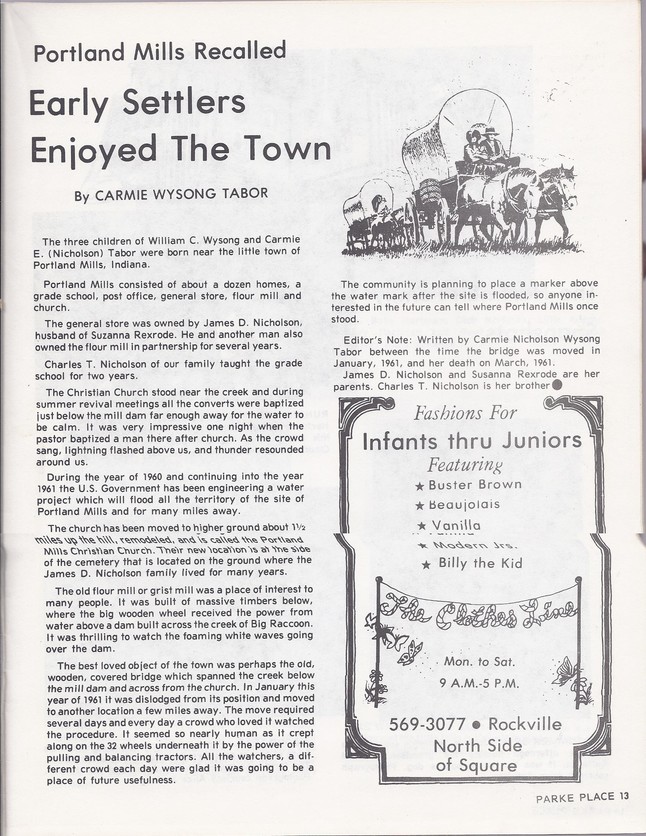 Portland Mills Recalled
Early Settlers
Enjoyed The Town
By CARMIE WYSONG TABOR
The three children of William C. Wysong and Carmie
E. (Nicholson) Tabor were born near the little town of
Portland Mills, Indiana.
Portland Mills consisted of about a dozen homes, a
grade school, post office, general store, flour mill and
church.
The general store was owned by James D. Nicholson,
husband of Suzanna Rexrode. He and another man also
owned the flour mill in partnership for several years.
Charles T. Nicholson of our family taught the grade
school for two years.
The Christian Church stood near the creek and during
summer revival meetings all the converts were baptized
just below the mill dam far enough away for the water to
be calm. It was very impressive one night when the
pastor baptized a man there after church. As the crowd
sang, lightning flashed above us, and thunder resounded
around us.
During the year of 1960 and continuing into the year
1961 the U.S. Government has been engineering a water
project which will flood all the territory of the site of
Portland Mills and for many miles away.
The church has been moved to higher ground about 1½
miles up the hill, remodeled, and is called the Portland
Mills Christian Church. Their new location is at the side
of the cemetery that is located on the ground where the
James D. Nicholson family lived for many years.
The old flour mill or grist mill was a place of interest to
many people. It was built of massive timbers below,
where the big wooden wheel received the power from
water above a dam built across the creek of Big Raccoon.
It was thrilling to watch the foaming white waves going
over the dam.
The best loved object of the town was perhaps the old,
wooden, covered bridge which spanned the creek below
the mill dam and across from the church. In January this
year of 1961 it was dislodged from its position and moved
to another location a few miles away. The move required
several days and every day a crowd who loved it watched
the procedure. It seemed so nearly human as it crept
along on the 32 wheels underneath it by the power of the
pulling and balancing tractors. All the watchers, a dif-
ferent crowd each day were glad it was going to be a
place of future usefulness.
The community is planning to place a marker above
the water mark after the site is flooded, so anyone in-
terested in the future can tell where Portland Mills once
stood.
Editor's Note: Written by Carmie Nicholson Wysong
Tabor between the time the bridge was moved in
January, 1961, and her death on March, 1961.
James D. Nicholson and Susanna Rexrode are her
parents. Charles T. Nicholson is her brother●
Fashions For
Infants thru Juniors
Featuring
★ Buster Brown
★ Beaujolais
★ Vanilla
★ Modern Jrs.
★ Billy the Kid
The Clothes Line
Mon. to Sat.
9 A.M.-5 P.M.
569-3077 ● Rockville
North Side
of Square
PARKE PLACE 13